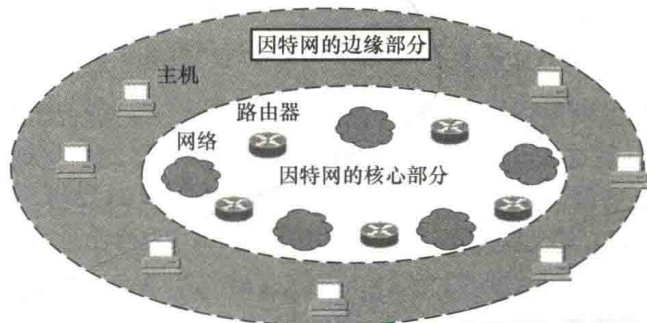 因特网的边缘部分
主机
路由器
网络
因特网的核心部分